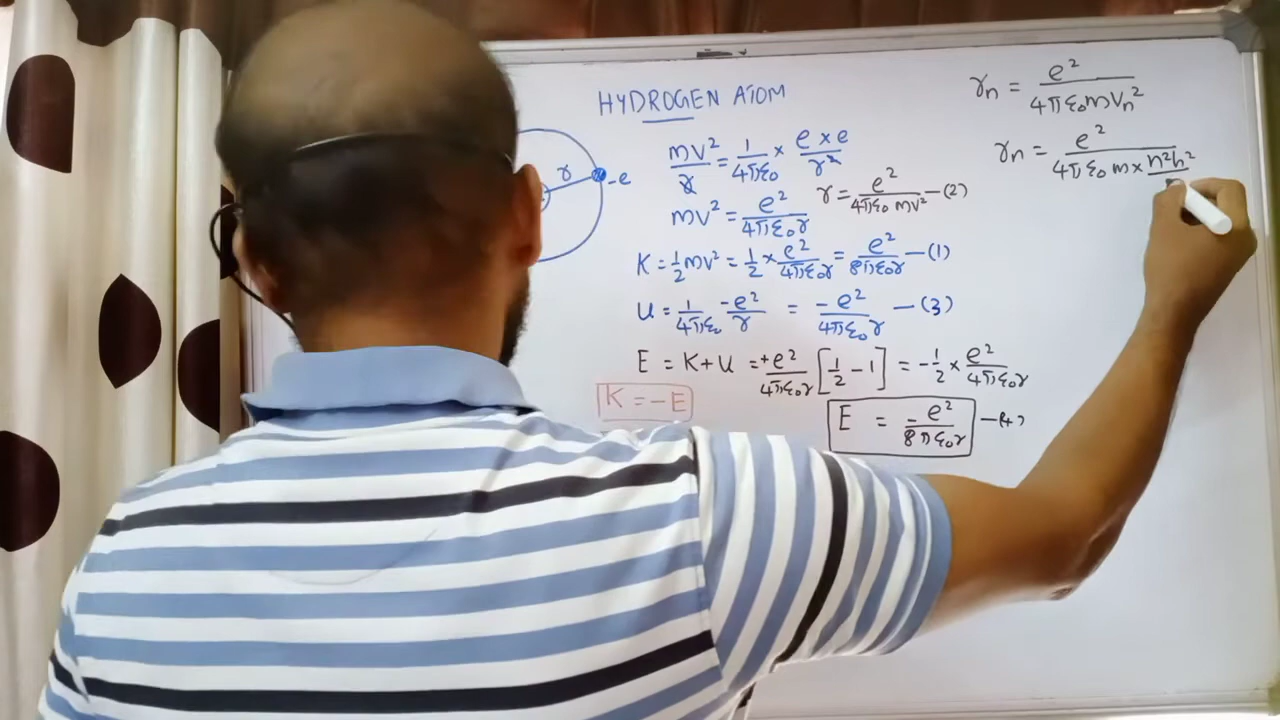 HYDROGEN ATOM
r
-e
mv²/r = 1/4πε₀ × e×e/r²
mv² = e²/4πε₀r
r = e²/4πε₀mv² —(2)
K = ½mv² = ½ × e²/4πε₀r = e²/8πε₀r —(1)
U = 1/4πε₀ -e²/r = -e²/4πε₀r —(3)
E = K+U = +e²/4πε₀r [½ - 1] = -½ × e²/4πε₀r
K = -E
E = -e²/8πε₀r —(4)
rₙ = e²/4πε₀mvₙ²
rₙ = e²/4πε₀m × n²h²